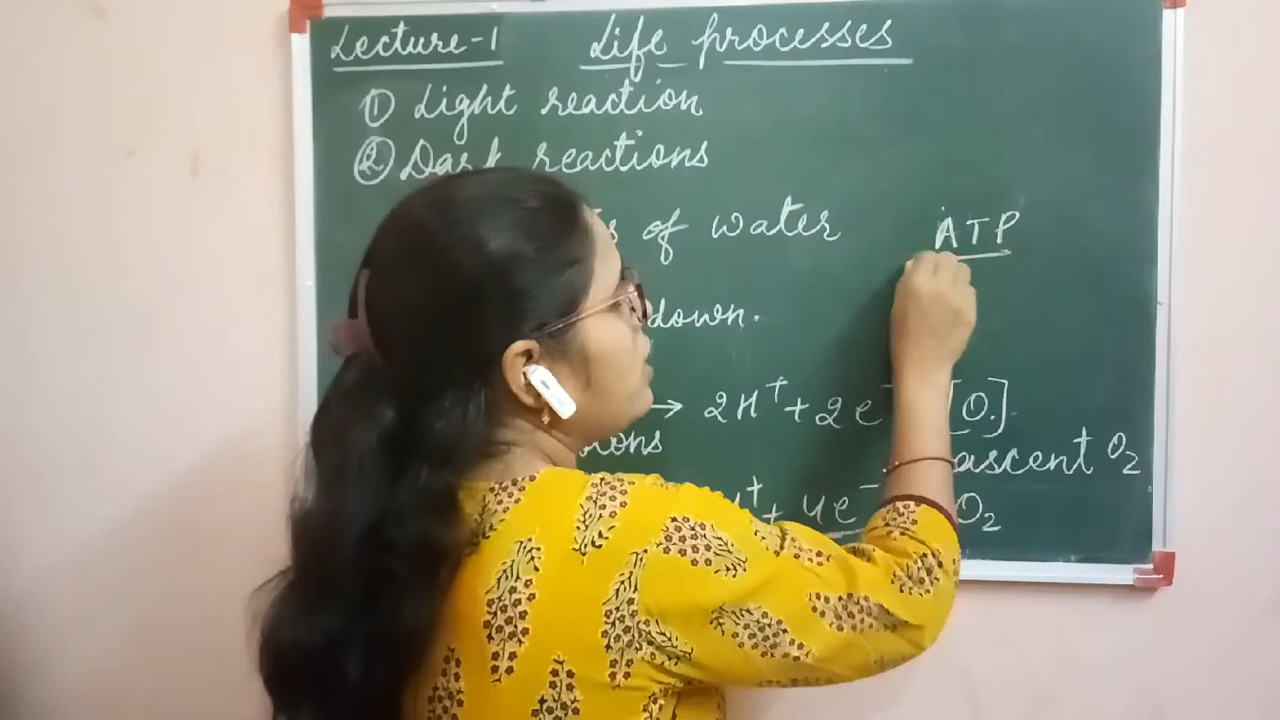 Lecture-1 Life processes
① Light reaction
② Dark reactions
of water ATP
down.
→ 2H⁺ + 2e⁻ [O.]
ascent O₂
⁺ + 4e⁻ O₂